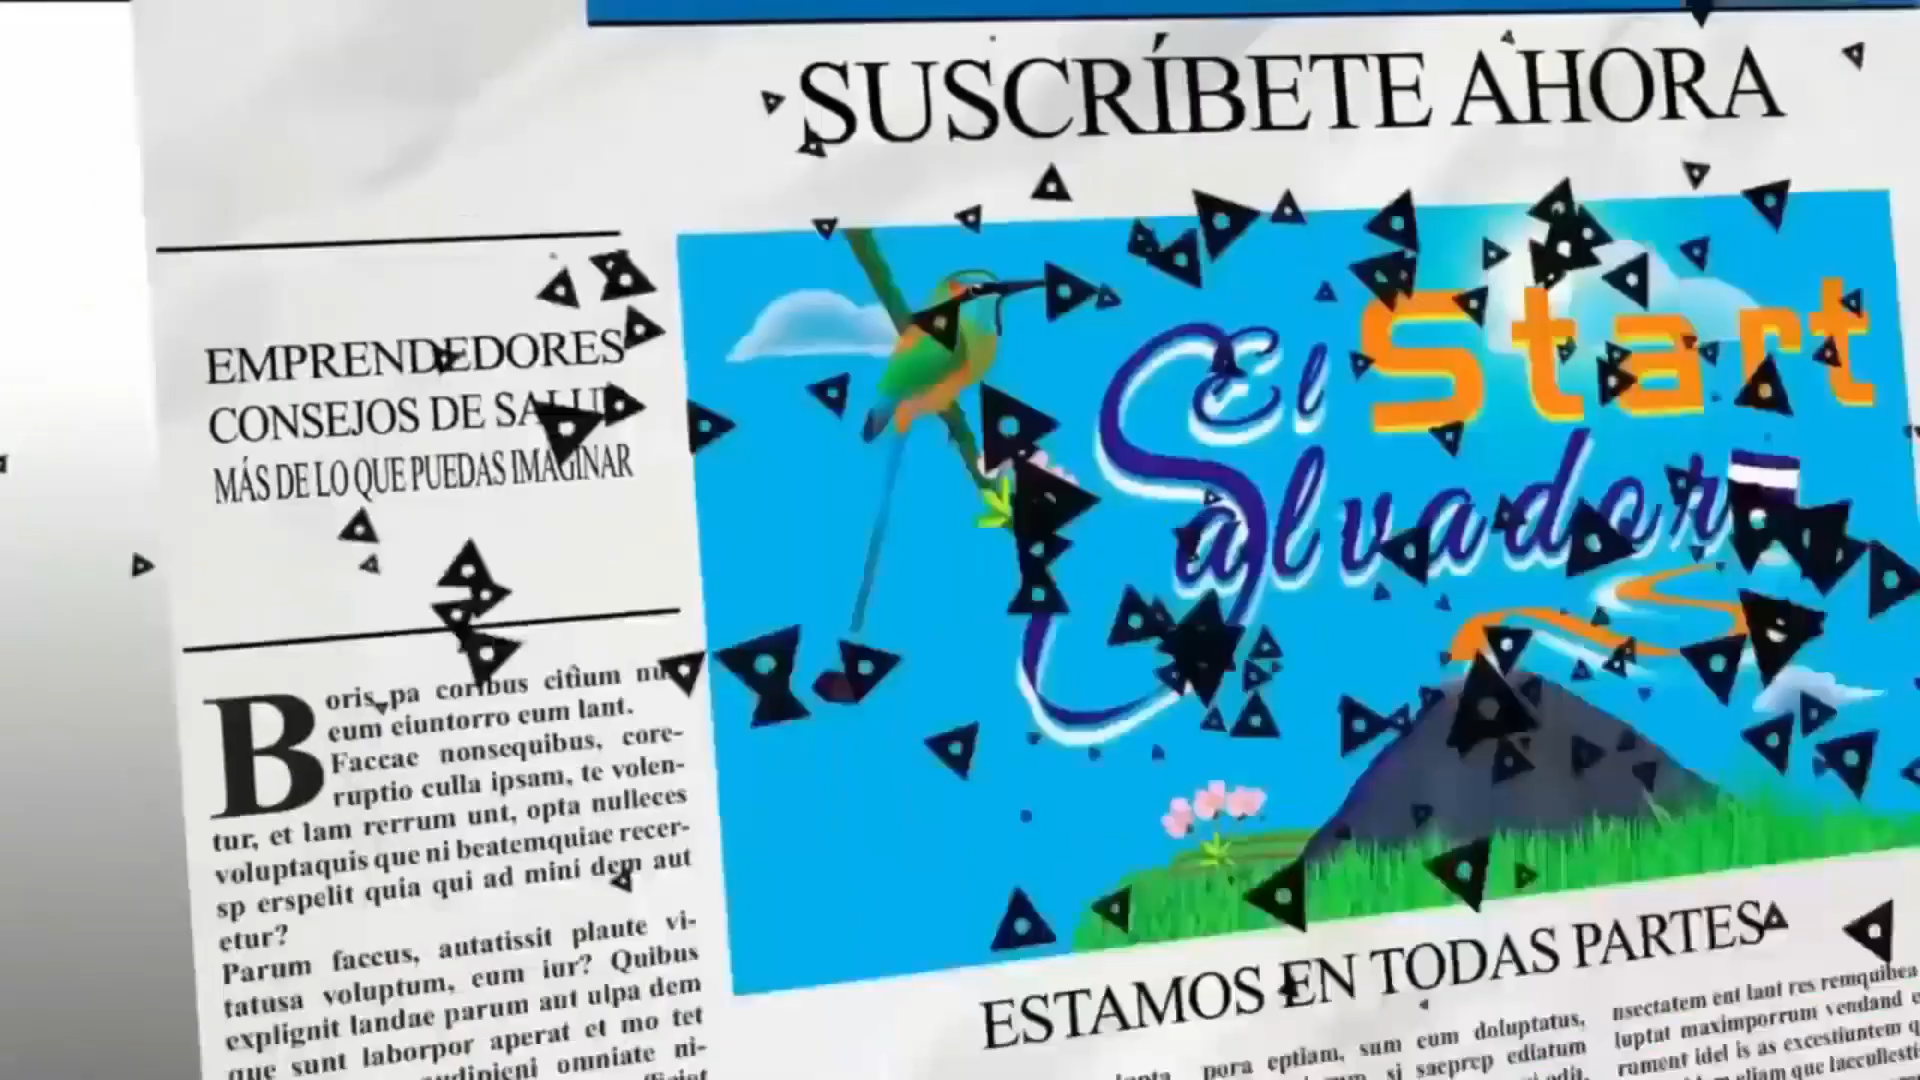 SUSCRÍBETE AHORA
EMPRENDEDORES
CONSEJOS DE SALUD
MÁS DE LO QUE PUEDAS IMAGINAR
El Start
Salvador
Boris pa coribus citium
eum eiuntorro eum lant.
Faccae nonsequibus, core-
ruptio culla ipsam, te volen-
tur, et lam rerrum unt, opta nulleces
voluptaquis que ni beatemquiae recer-
sp erspelit quia qui ad mini dem aut
etur?
Parum faccus, autatissit plaute vi-
tatusa voluptum, eum iur? Quibus
explignit landae parum aut ulpa dem
que sunt laborpor aperat et mo tet
omniate ni-
ESTAMOS EN TODAS PARTES
pora eptiam, sum eum doluptatus,
si saeprep ediatum
nsectatem ent lant res remquibea
luptat maximporrum vendand
rument idel is as excestiuntem
eliam que